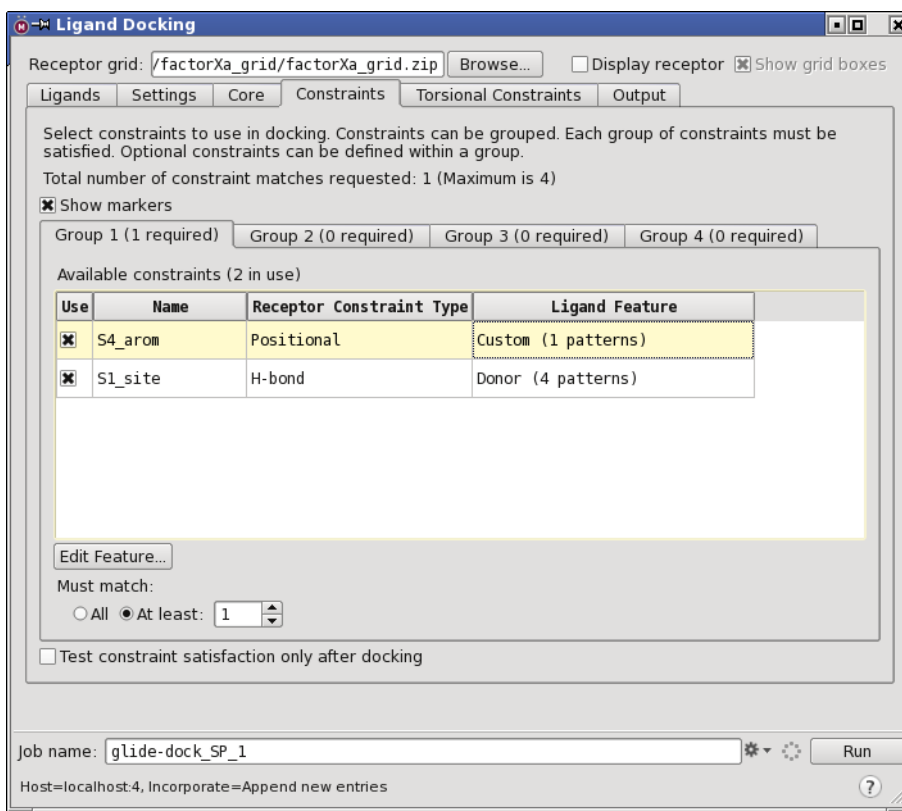 Ligand Docking
Receptor grid: /factorXa_grid/factorXa_grid.zip Browse... Display receptor Show grid boxes
Ligands Settings Core Constraints Torsional Constraints Output
Select constraints to use in docking. Constraints can be grouped. Each group of constraints must be
satisfied. Optional constraints can be defined within a group.
Total number of constraint matches requested: 1 (Maximum is 4)
Show markers
Group 1 (1 required) Group 2 (0 required) Group 3 (0 required) Group 4 (0 required)
Available constraints (2 in use)
Use Name Receptor Constraint Type Ligand Feature
S4_arom Positional Custom (1 patterns)
S1_site H-bond Donor (4 patterns)
Edit Feature...
Must match:
All At least: 1
Test constraint satisfaction only after docking
Job name: glide-dock_SP_1 Run
Host=localhost:4, Incorporate=Append new entries ?